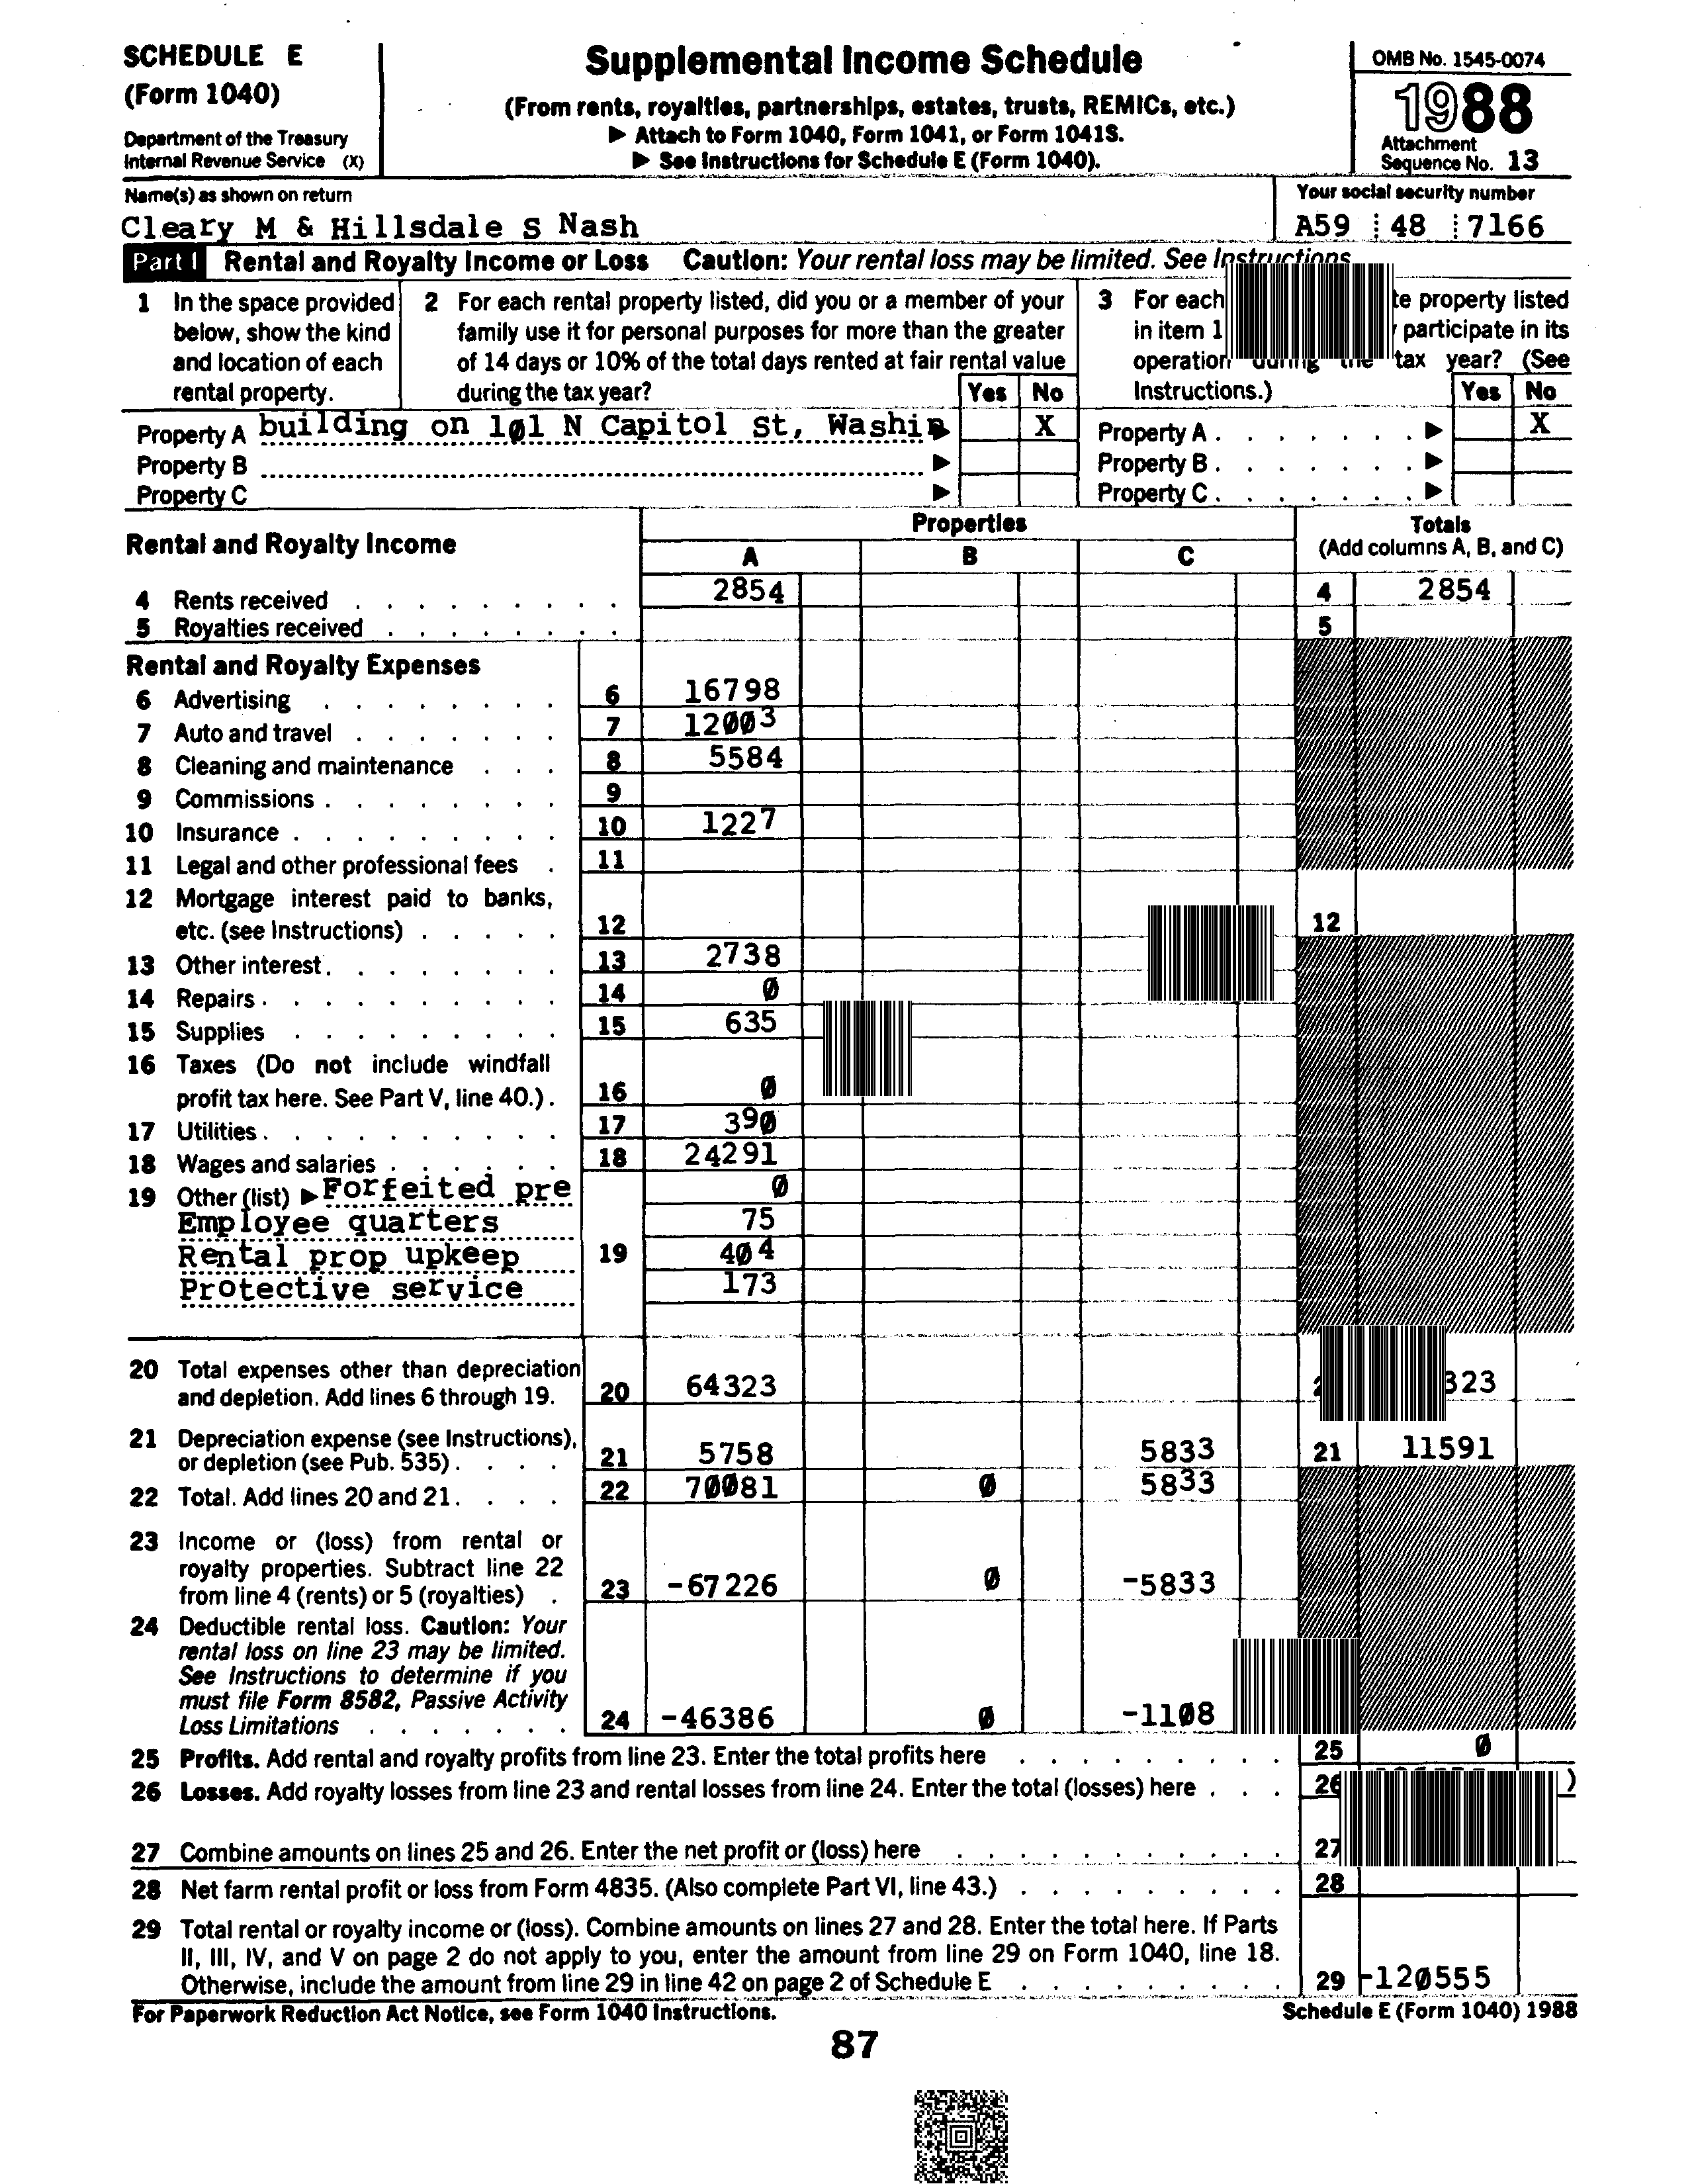 SCHEDULE E
(Form 1040)
Department of the Treasury
Internal Revenue Service (X)
Supplemental Income Schedule
(From rents, royalties, partnerships, estates, trusts, REMICs, etc.)
▶ Attach to Form 1040, Form 1041, or Form 1041S.
▶ See Instructions for Schedule E (Form 1040).
OMB No. 1545-0074
1988
Attachment
Sequence No. 13
Name(s) as shown on return
Cleary M & Hillsdale S Nash
Your social security number
A59 48 7166
Part I Rental and Royalty Income or Loss Caution: Your rental loss may be limited. See Instructions
1 In the space provided
below, show the kind
and location of each
rental property.
2 For each rental property listed, did you or a member of your
family use it for personal purposes for more than the greater
of 14 days or 10% of the total days rented at fair rental value
during the tax year?
Yes No
3 For each property listed
in item 1 participate in its
operation during the tax year? (See
Instructions.)
Yes No
Property A building on 101 N Capitol St, Washin ▶ X
Property B ▶
Property C ▶
Property A ▶ X
Property B ▶
Property C ▶
Rental and Royalty Income
Properties
A B C
Totals
(Add columns A, B, and C)
4 Rents received 2854 4 2854
5 Royalties received 5
Rental and Royalty Expenses
6 Advertising 6 16798
7 Auto and travel 7 12003
8 Cleaning and maintenance 8 5584
9 Commissions 9
10 Insurance 10 1227
11 Legal and other professional fees 11
12 Mortgage interest paid to banks,
etc. (see Instructions) 12 12
13 Other interest 13 2738
14 Repairs 14 0
15 Supplies 15 635
16 Taxes (Do not include windfall
profit tax here. See Part V, line 40.) 16 0
17 Utilities 17 390
18 Wages and salaries 18 24291
19 Other (list) ▶ Forfeited pre 0
Employee quarters 75
Rental prop upkeep 19 404
Protective service 173
20 Total expenses other than depreciation
and depletion. Add lines 6 through 19. 20 64323 323
21 Depreciation expense (see Instructions),
or depletion (see Pub. 535) 21 5758 5833 21 11591
22 Total. Add lines 20 and 21. 22 70081 0 5833
23 Income or (loss) from rental or
royalty properties. Subtract line 22
from line 4 (rents) or 5 (royalties) 23 -67226 0 -5833
24 Deductible rental loss. Caution: Your
rental loss on line 23 may be limited.
See Instructions to determine if you
must file Form 8582, Passive Activity
Loss Limitations 24 -46386 0 -1108
25 Profits. Add rental and royalty profits from line 23. Enter the total profits here 25 0
26 Losses. Add royalty losses from line 23 and rental losses from line 24. Enter the total (losses) here 26 )
27 Combine amounts on lines 25 and 26. Enter the net profit or (loss) here 27
28 Net farm rental profit or loss from Form 4835. (Also complete Part VI, line 43.) 28
29 Total rental or royalty income or (loss). Combine amounts on lines 27 and 28. Enter the total here. If Parts
II, III, IV, and V on page 2 do not apply to you, enter the amount from line 29 on Form 1040, line 18.
Otherwise, include the amount from line 29 in line 42 on page 2 of Schedule E 29 -120555
For Paperwork Reduction Act Notice, see Form 1040 Instructions.
Schedule E (Form 1040) 1988
87